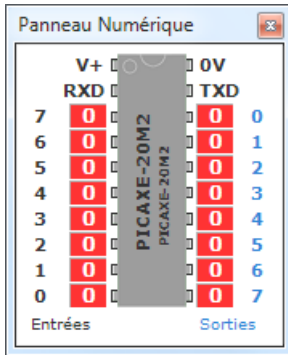 Panneau Numérique
V+ 0V
RXD TXD
7 0 0 0
6 0 0 1
5 0 0 2
4 0 0 3
3 0 0 4
2 0 0 5
1 0 0 6
0 0 0 7
PICAXE-20M2
PICAXE-20M2
Entrées Sorties